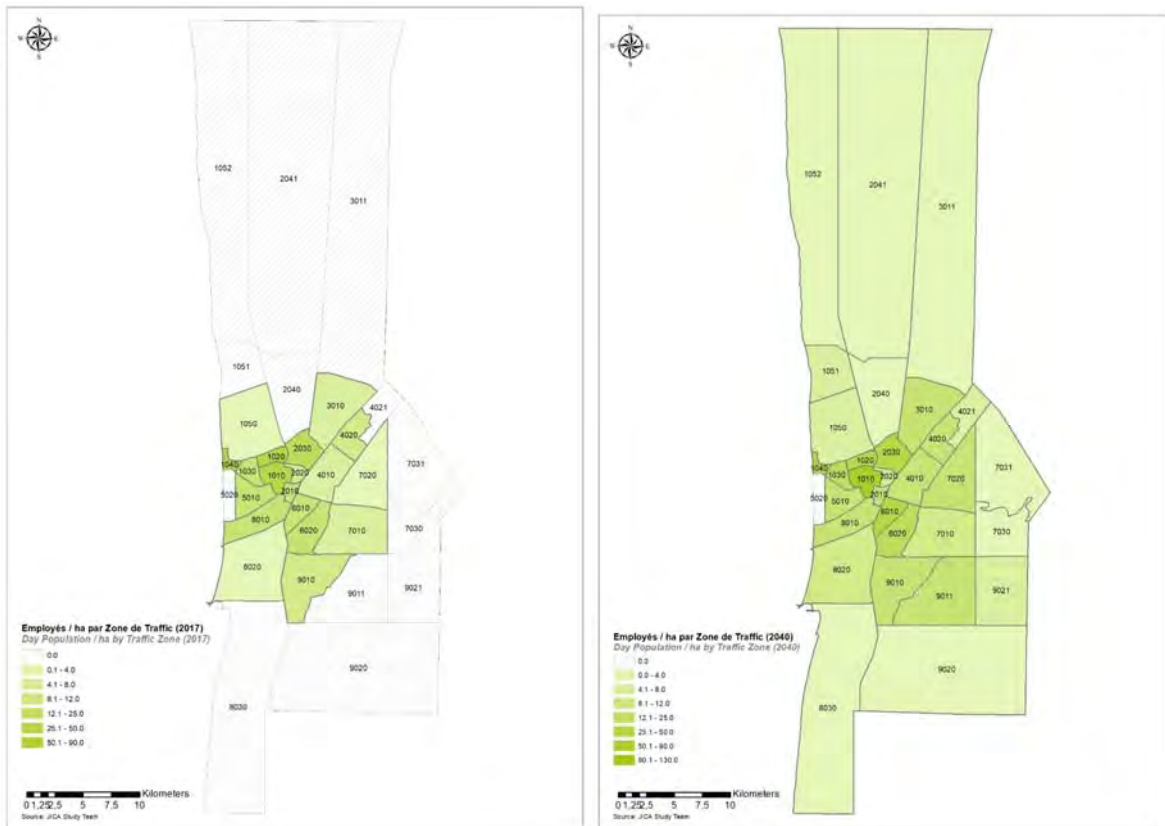 N
W E
S
1052
2041
3011
1051
2040
4021
3010
1050
4020
7031
2030
1020
1040
1030
1010
2020
4010
7020
5020
5010
2010
6010
8010
6020
7010
7030
8020
9010
9011
9021
9020
8030
Employés / ha par Zone de Traffic (2017)
Day Population / ha by Traffic Zone (2017)
0.0
0.1 - 4.0
4.1 - 8.0
8.1 - 12.0
12.1 - 25.0
25.1 - 50.0
50.1 - 90.0
0 1,25 2,5 5 7,5 10 Kilometers
Source: JICA Study Team
N
W E
S
1052
2041
3011
1051
2040
4021
3010
1050
4020
7031
2030
1020
1040
1030
1010
2020
4010
7020
5020
5010
2010
6010
8010
6020
7010
7030
8020
9010
9011
9021
9020
8030
Employés / ha par Zone de Traffic (2040)
Day Population / ha by Traffic Zone (2040)
0.0
0.0 - 4.0
4.1 - 8.0
8.1 - 12.0
12.1 - 25.0
25.1 - 50.0
50.1 - 90.0
90.1 - 130.0
0 1,25 2,5 5 7,5 10 Kilometers
Source: JICA Study Team